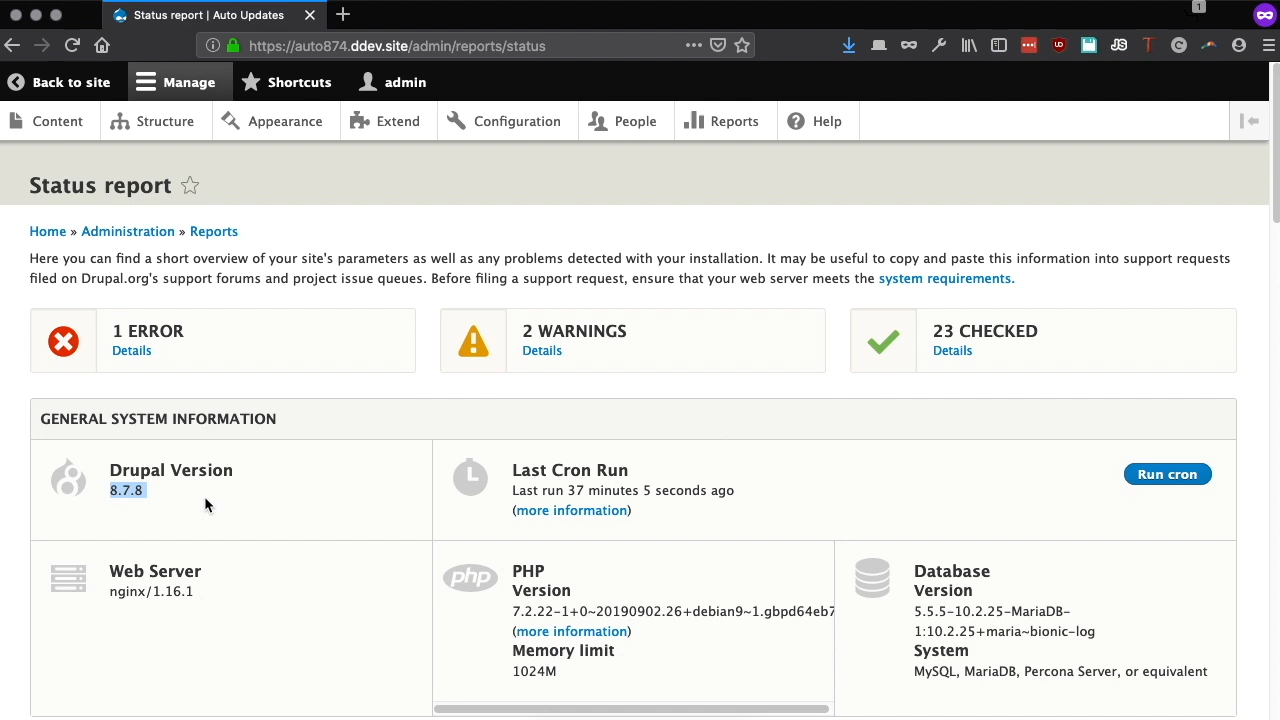 1
Status report | Auto Updates
https://auto874.ddev.site/admin/reports/status
Back to site
Manage
Shortcuts
admin
Content
Structure
Appearance
Extend
Configuration
People
Reports
Help
Status report
Home » Administration » Reports
Here you can find a short overview of your site's parameters as well as any problems detected with your installation. It may be useful to copy and paste this information into support requests
filed on Drupal.org's support forums and project issue queues. Before filing a support request, ensure that your web server meets the system requirements.
1 ERROR
Details
2 WARNINGS
Details
23 CHECKED
Details
GENERAL SYSTEM INFORMATION
Drupal Version
8.7.8
Last Cron Run
Last run 37 minutes 5 seconds ago
(more information)
Run cron
Web Server
nginx/1.16.1
php
PHP
Version
7.2.22-1+0~20190902.26+debian9~1.gbpd64eb7
(more information)
Memory limit
1024M
Database
Version
5.5.5-10.2.25-MariaDB-
1:10.2.25+maria~bionic-log
System
MySQL, MariaDB, Percona Server, or equivalent